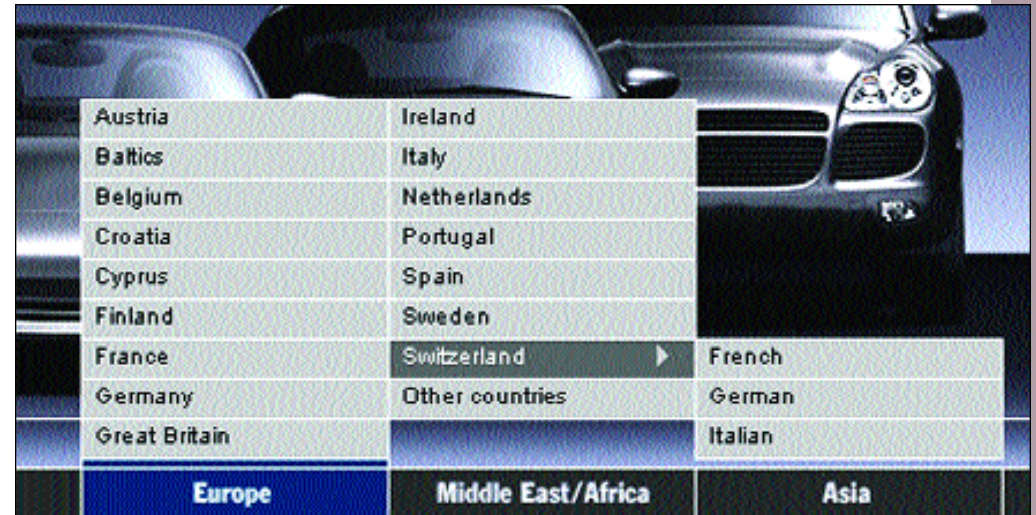 Austria
Baltics
Belgium
Croatia
Cyprus
Finland
France
Germany
Great Britain
Ireland
Italy
Netherlands
Portugal
Spain
Sweden
Switzerland
Other countries
French
German
Italian
Europe
Middle East/Africa
Asia